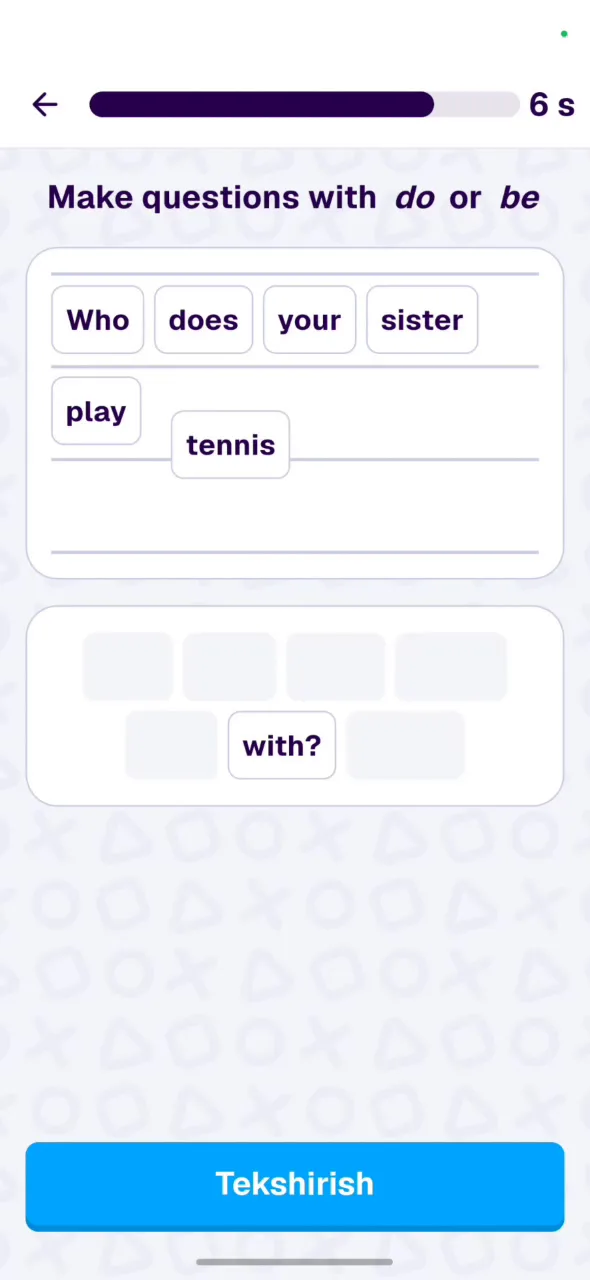 6 s
Make questions with do or be
Who does your sister
play
tennis
with?
Tekshirish